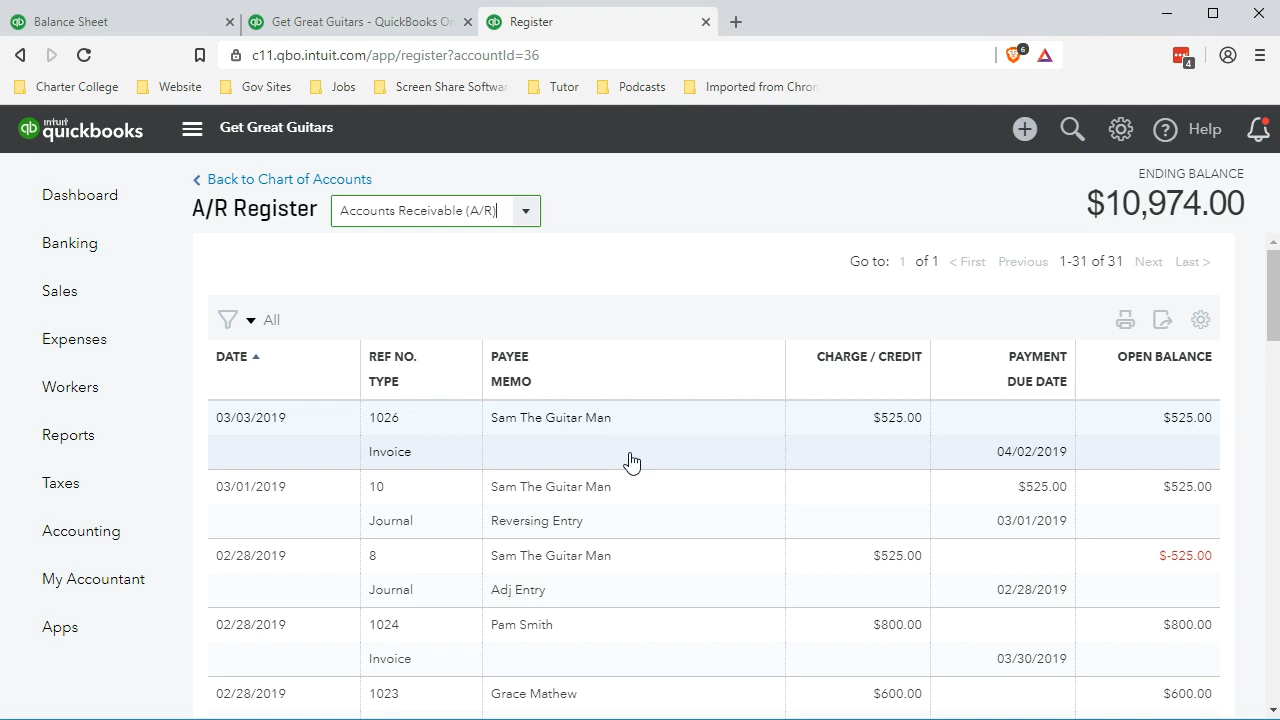 Balance Sheet
Get Great Guitars - QuickBooks On
Register
c11.qbo.intuit.com/app/register?accountId=36
6
4
Charter College
Website
Gov Sites
Jobs
Screen Share Softwar
Tutor
Podcasts
Imported from Chrom
intuit
quickbooks
Get Great Guitars
Help
Dashboard
Banking
Sales
Expenses
Workers
Reports
Taxes
Accounting
My Accountant
Apps
Back to Chart of Accounts
A/R Register
Accounts Receivable (A/R)
ENDING BALANCE
$10,974.00
Go to: 1 of 1 < First Previous 1-31 of 31 Next Last >
All
DATE REF NO. PAYEE CHARGE / CREDIT PAYMENT OPEN BALANCE
TYPE MEMO DUE DATE
03/03/2019 1026 Sam The Guitar Man $525.00 $525.00
Invoice 04/02/2019
03/01/2019 10 Sam The Guitar Man $525.00 $525.00
Journal Reversing Entry 03/01/2019
02/28/2019 8 Sam The Guitar Man $525.00 $-525.00
Journal Adj Entry 02/28/2019
02/28/2019 1024 Pam Smith $800.00 $800.00
Invoice 03/30/2019
02/28/2019 1023 Grace Mathew $600.00 $600.00